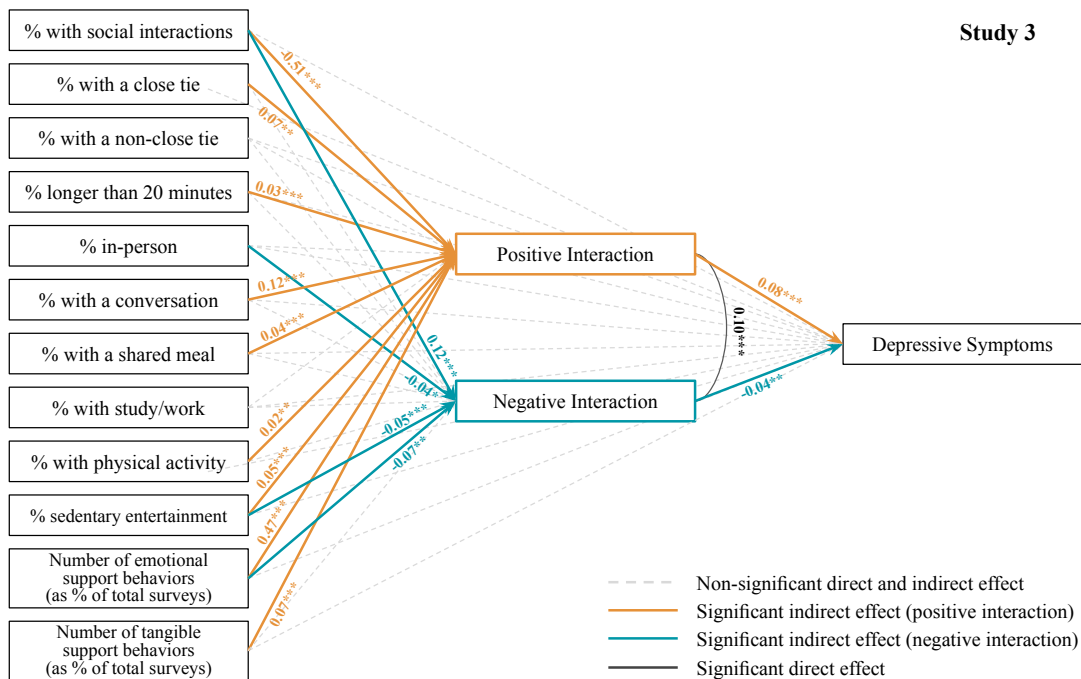 Study 3
% with social interactions
% with a close tie
% with a non-close tie
% longer than 20 minutes
% in-person
% with a conversation
% with a shared meal
% with study/work
% with physical activity
% sedentary entertainment
Number of emotional
support behaviors
(as % of total surveys)
Number of tangible
support behaviors
(as % of total surveys)
-0.51***
0.07**
0.03***
0.12***
0.04***
0.02**
0.05***
0.47***
0.07***
0.12***
-0.04*
-0.05***
-0.07**
Positive Interaction
Negative Interaction
0.10***
0.08***
-0.04**
Depressive Symptoms
Non-significant direct and indirect effect
Significant indirect effect (positive interaction)
Significant indirect effect (negative interaction)
Significant direct effect